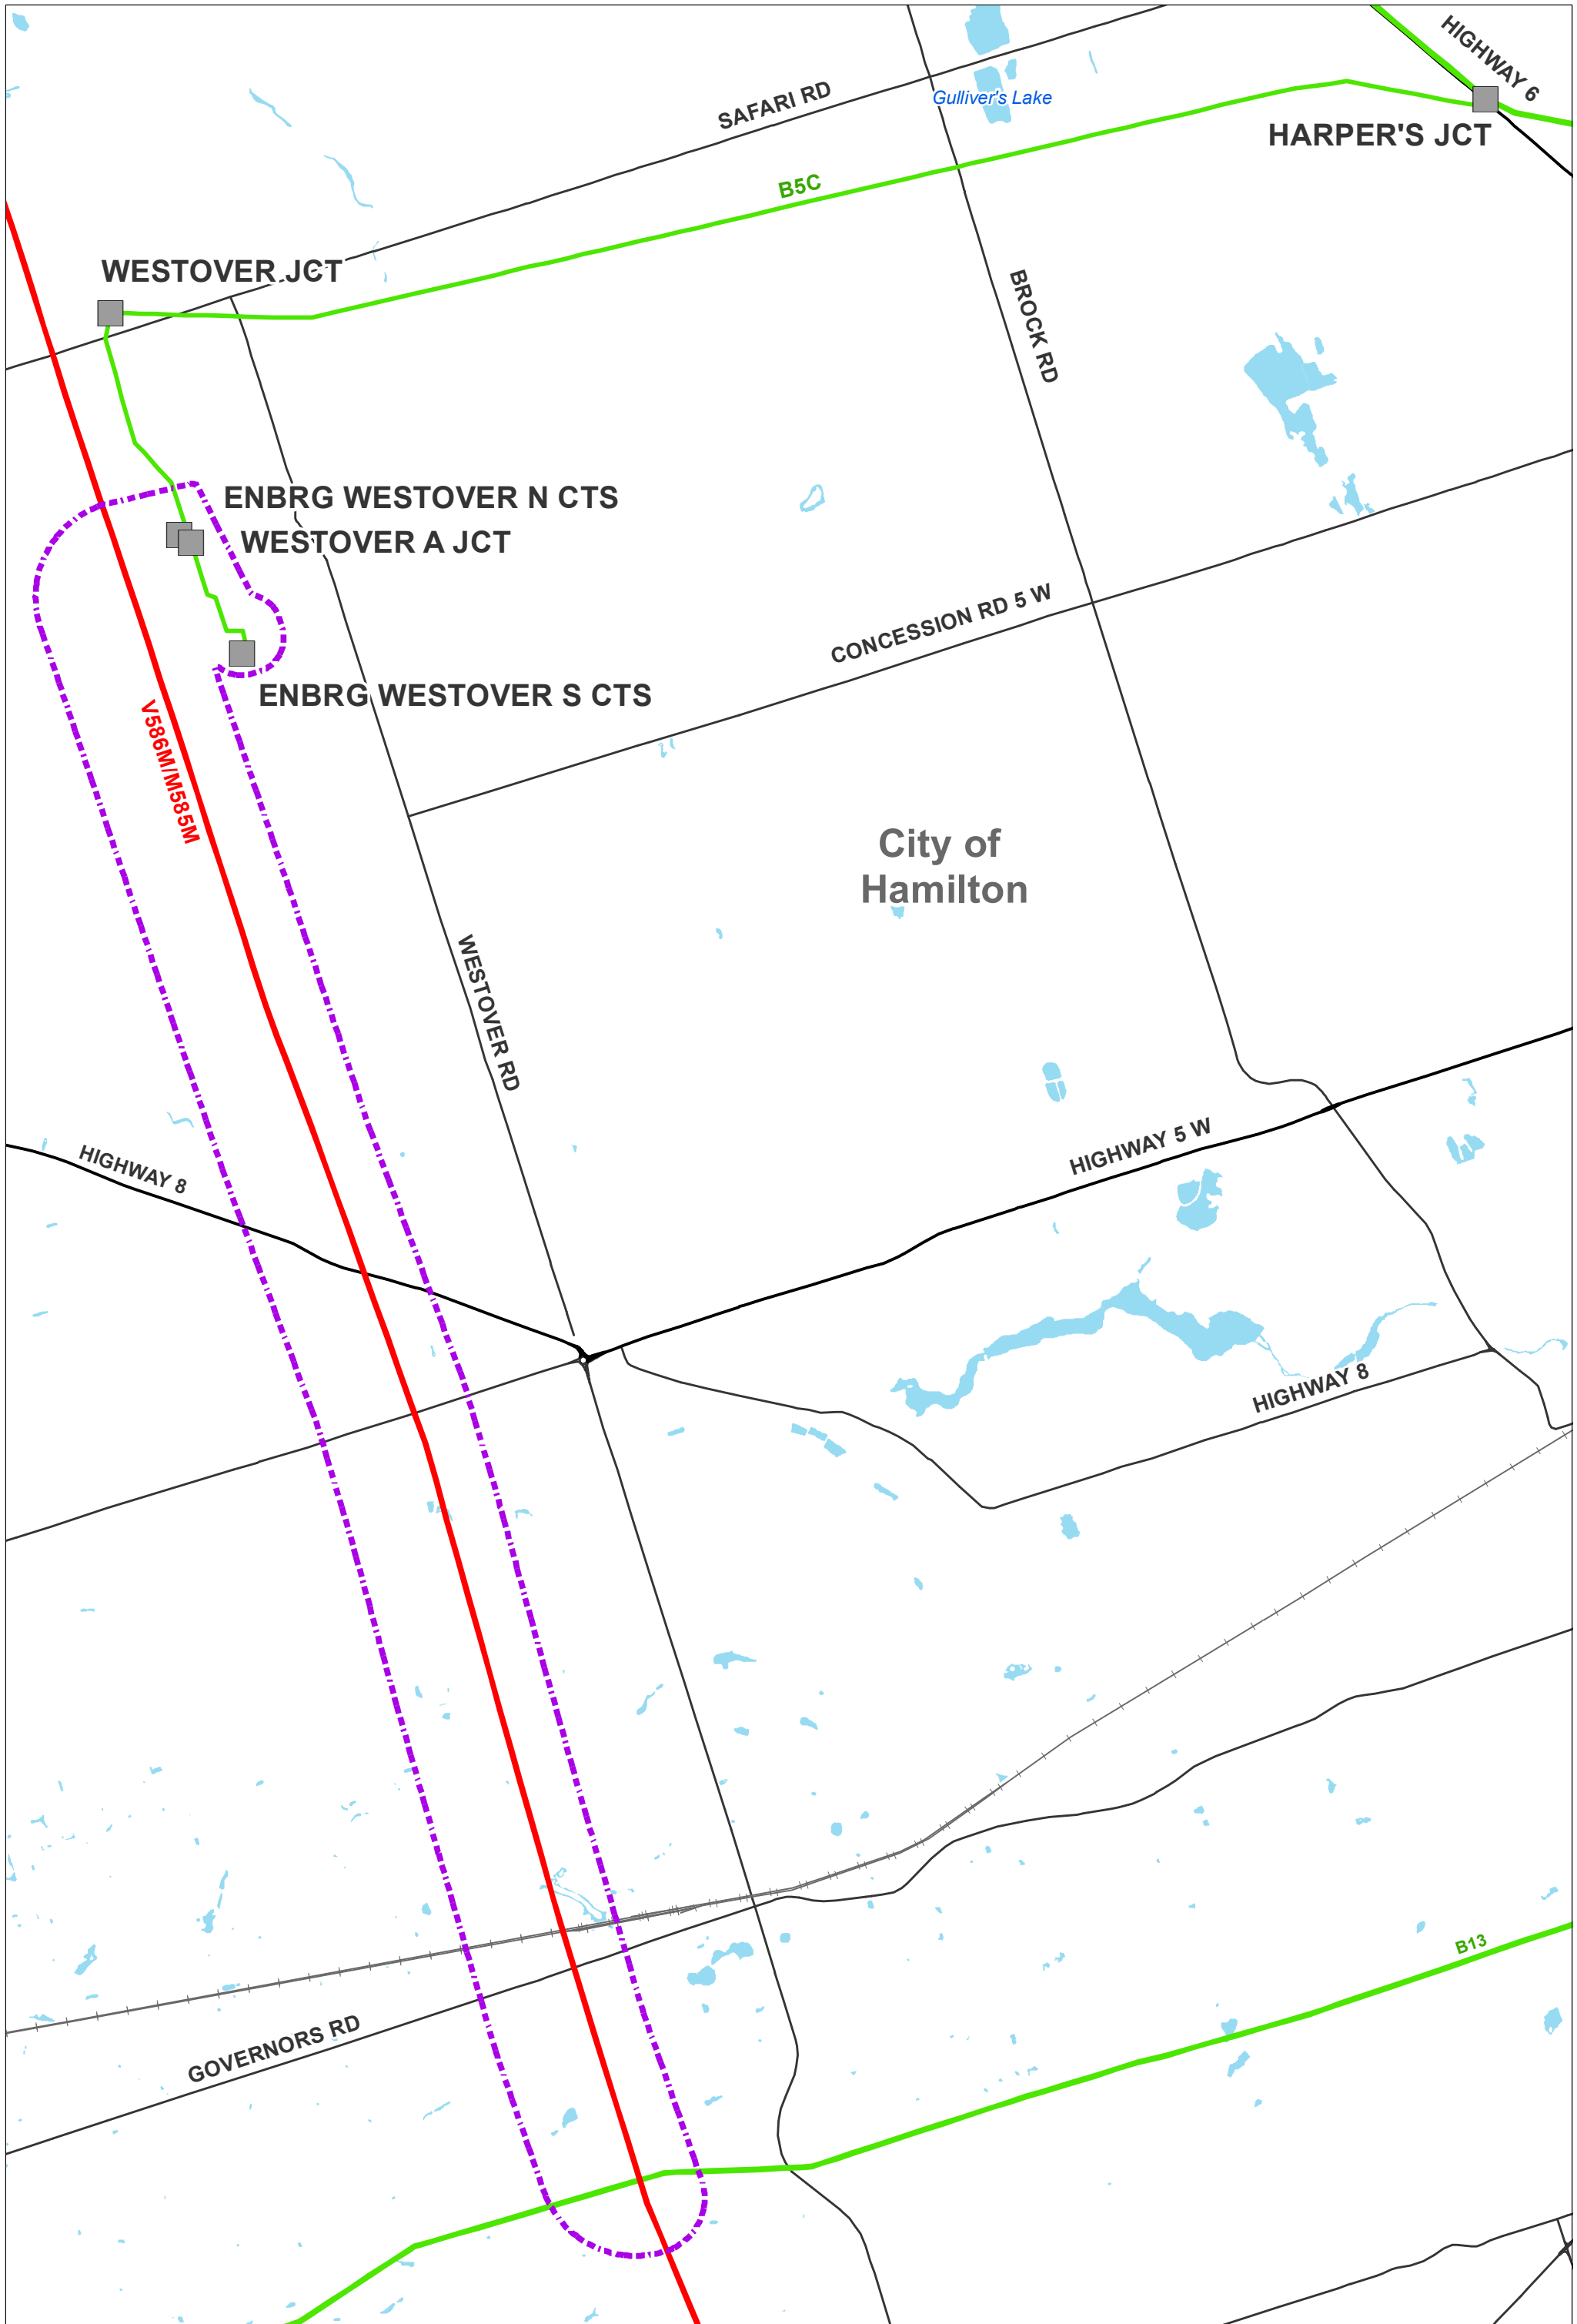 HIGHWAY 6
SAFARI RD
Gulliver's Lake
HARPER'S JCT
B5C
WESTOVER JCT
BROCK RD
ENBRG WESTOVER N CTS
WESTOVER A JCT
CONCESSION RD 5 W
ENBRG WESTOVER S CTS
V586M/M585M
City of
Hamilton
WESTOVER RD
HIGHWAY 5 W
HIGHWAY 8
HIGHWAY 8
B13
GOVERNORS RD